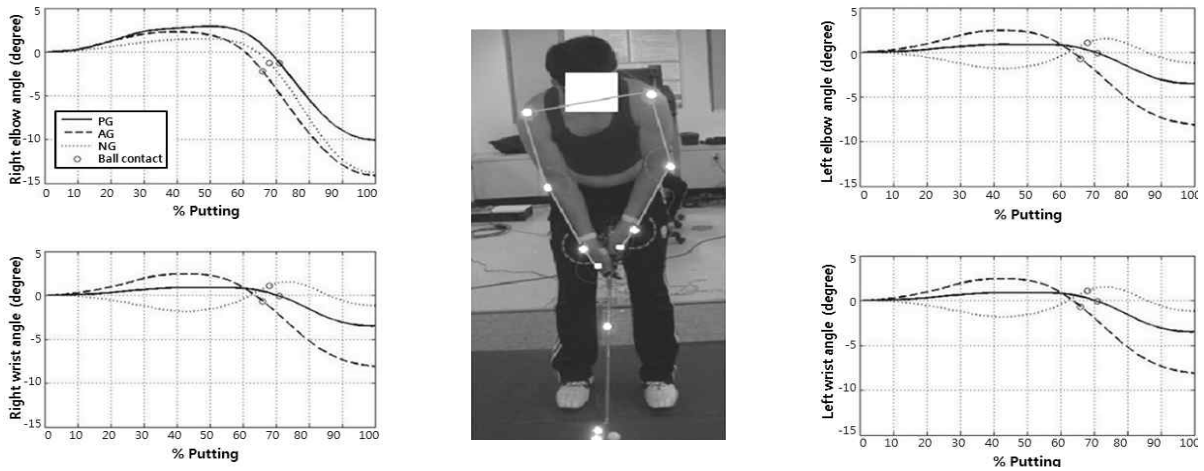 Right elbow angle (degree)
5
0
-5
-10
-15
PG
AG
NG
Ball contact
0 10 20 30 40 50 60 70 80 90 100
% Putting
Left elbow angle (degree)
5
0
-5
-10
-15
0 10 20 30 40 50 60 70 80 90 100
% Putting
Right wrist angle (degree)
5
0
-5
-10
-15
0 10 20 30 40 50 60 70 80 90 100
% Putting
Left wrist angle (degree)
5
0
-5
-10
-15
0 10 20 30 40 50 60 70 80 90 100
% Putting